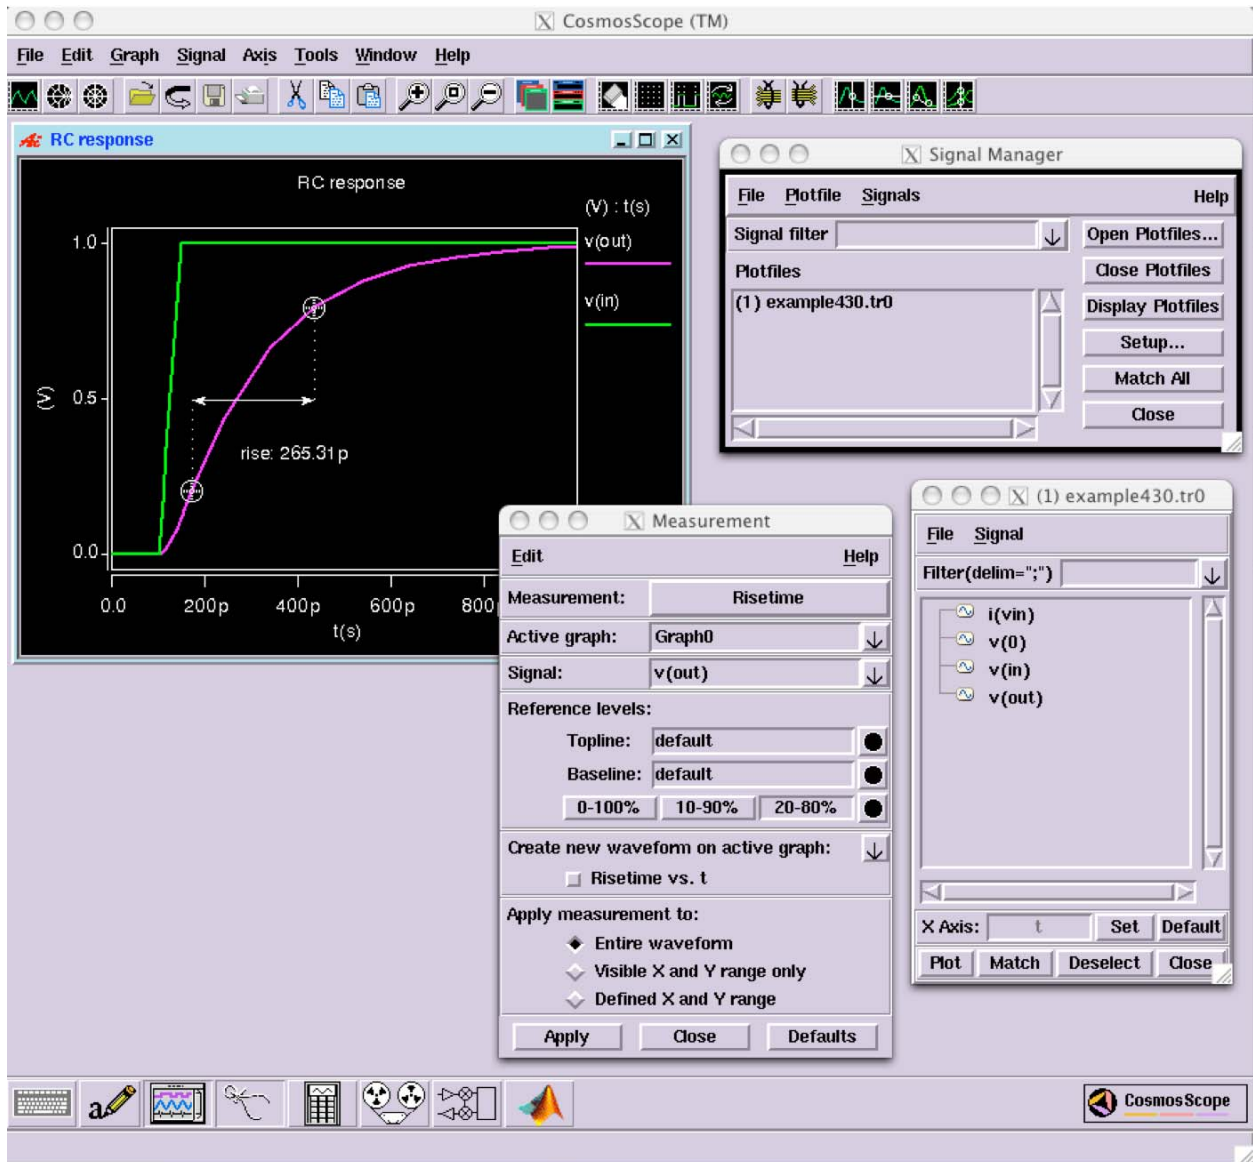 X CosmosScope (TM)
File Edit Graph Signal Axis Tools Window Help
RC response
RC response
(V) : t(s)
v(out)
v(in)
1.0
0.5
0.0
(V)
rise: 265.31p
0.0 200p 400p 600p 800p
t(s)
X Signal Manager
File Plotfile Signals Help
Signal filter
Open Plotfiles...
Plotfiles
Close Plotfiles
(1) example430.tr0
Display Plotfiles
Setup...
Match All
Close
X Measurement
Edit Help
Measurement: Risetime
Active graph: Graph0
Signal: v(out)
Reference levels:
Topline: default
Baseline: default
0-100% 10-90% 20-80%
Create new waveform on active graph:
Risetime vs. t
Apply measurement to:
Entire waveform
Visible X and Y range only
Defined X and Y range
Apply Close Defaults
X (1) example430.tr0
File Signal
Filter(delim=";")
i(vin)
v(0)
v(in)
v(out)
X Axis: t Set Default
Plot Match Deselect Close
a
CosmosScope